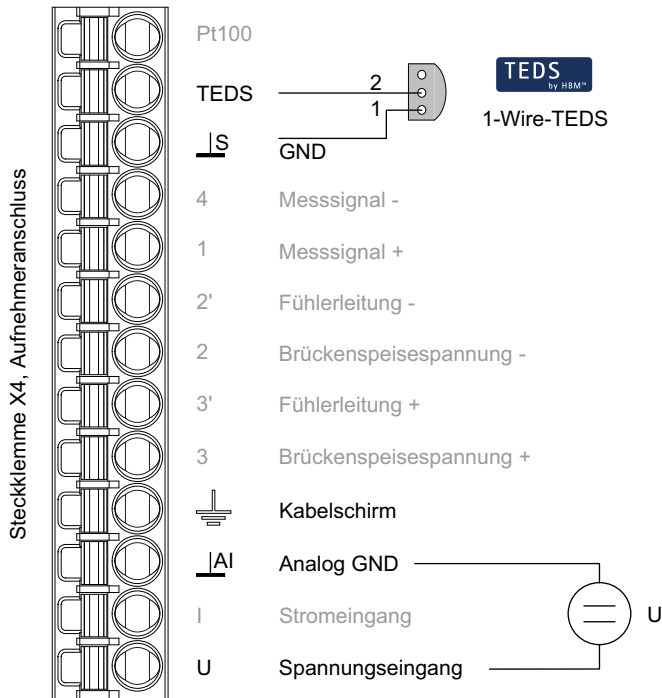 Steckklemme X4, Aufnehmeranschluss
Pt100
TEDS
2
1
TEDS
by HBM™
1-Wire-TEDS
S
GND
4 Messsignal -
1 Messsignal +
2' Fühlerleitung -
2 Brückenspeisespannung -
3' Fühlerleitung +
3 Brückenspeisespannung +
Kabelschirm
AI Analog GND
I Stromeingang
U
U Spannungseingang